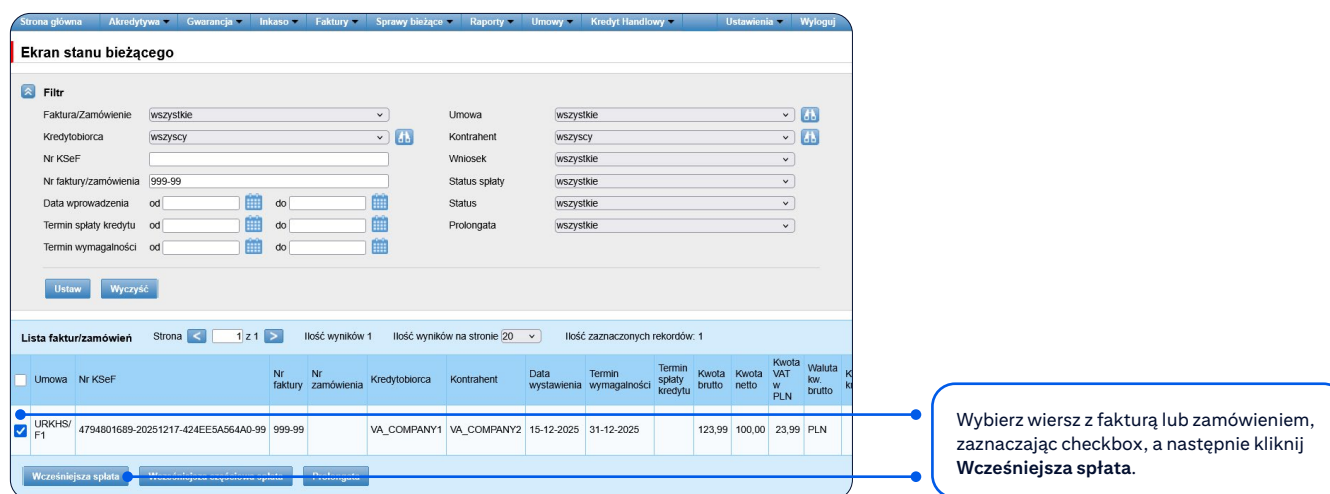 Strona główna Akredytywa Gwarancja Inkaso Faktury Sprawy bieżące Raporty Umowy Kredyt Handlowy Ustawienia Wyloguj
Ekran stanu bieżącego
Filtr
Faktura/Zamówienie wszystkie Umowa wszystkie
Kredytobiorca wszyscy Kontrahent wszyscy
Nr KSeF Wniosek wszystkie
Nr faktury/zamówienia 999-99 Status spłaty wszystkie
Data wprowadzenia od do Status wszystkie
Termin spłaty kredytu od do Prolongata wszystkie
Termin wymagalności od do
Ustaw Wyczyść
Lista faktur/zamówień Strona < 1 z 1 > Ilość wyników 1 Ilość wyników na stronie 20 Ilość zaznaczonych rekordów: 1
Umowa Nr KSeF Nr faktury Nr zamówienia Kredytobiorca Kontrahent Data wystawienia Termin wymagalności Termin spłaty kredytu Kwota brutto Kwota netto Kwota VAT w PLN Waluta kw. brutto
URKHS/F1 4794801689-20251217-424EE5A564A0-99 999-99 VA_COMPANY1 VA_COMPANY2 15-12-2025 31-12-2025 123,99 100,00 23,99 PLN
Wcześniejsza spłata Wcześniejsza częściowa spłata Prolongata
Wybierz wiersz z fakturą lub zamówieniem,
zaznaczając checkbox, a następnie kliknij
Wcześniejsza spłata.